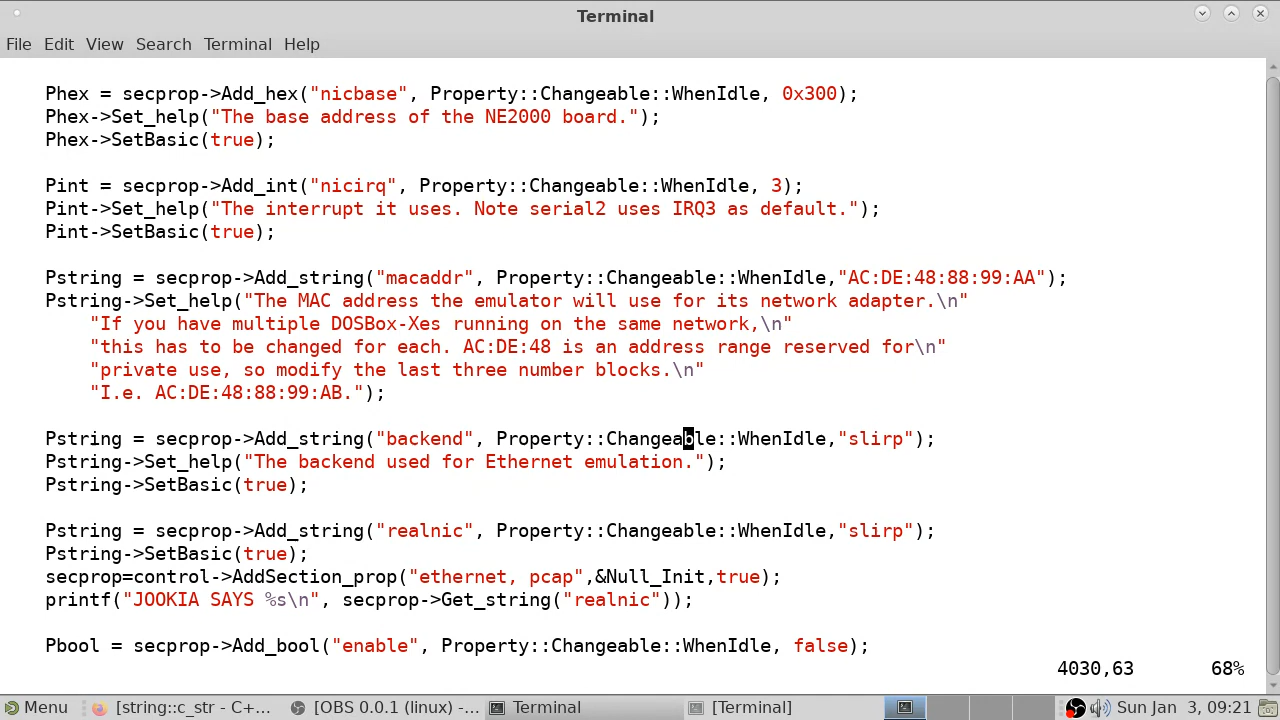 Terminal
File Edit View Search Terminal Help
Phex = secprop->Add_hex("nicbase", Property::Changeable::WhenIdle, 0x300);
Phex->Set_help("The base address of the NE2000 board.");
Phex->SetBasic(true);
Pint = secprop->Add_int("nicirq", Property::Changeable::WhenIdle, 3);
Pint->Set_help("The interrupt it uses. Note serial2 uses IRQ3 as default.");
Pint->SetBasic(true);
Pstring = secprop->Add_string("macaddr", Property::Changeable::WhenIdle,"AC:DE:48:88:99:AA");
Pstring->Set_help("The MAC address the emulator will use for its network adapter.\n"
"If you have multiple DOSBox-Xes running on the same network,\n"
"this has to be changed for each. AC:DE:48 is an address range reserved for\n"
"private use, so modify the last three number blocks.\n"
"I.e. AC:DE:48:88:99:AB.");
Pstring = secprop->Add_string("backend", Property::Changeable::WhenIdle,"slirp");
Pstring->Set_help("The backend used for Ethernet emulation.");
Pstring->SetBasic(true);
Pstring = secprop->Add_string("realnic", Property::Changeable::WhenIdle,"slirp");
Pstring->SetBasic(true);
secprop=control->AddSection_prop("ethernet, pcap",&Null_Init,true);
printf("JOOKIA SAYS %s\n", secprop->Get_string("realnic"));
Pbool = secprop->Add_bool("enable", Property::Changeable::WhenIdle, false);
4030,63 68%
Menu [string::c_str - C+... [OBS 0.0.1 (linux) -... Terminal [Terminal] Sun Jan 3, 09:21